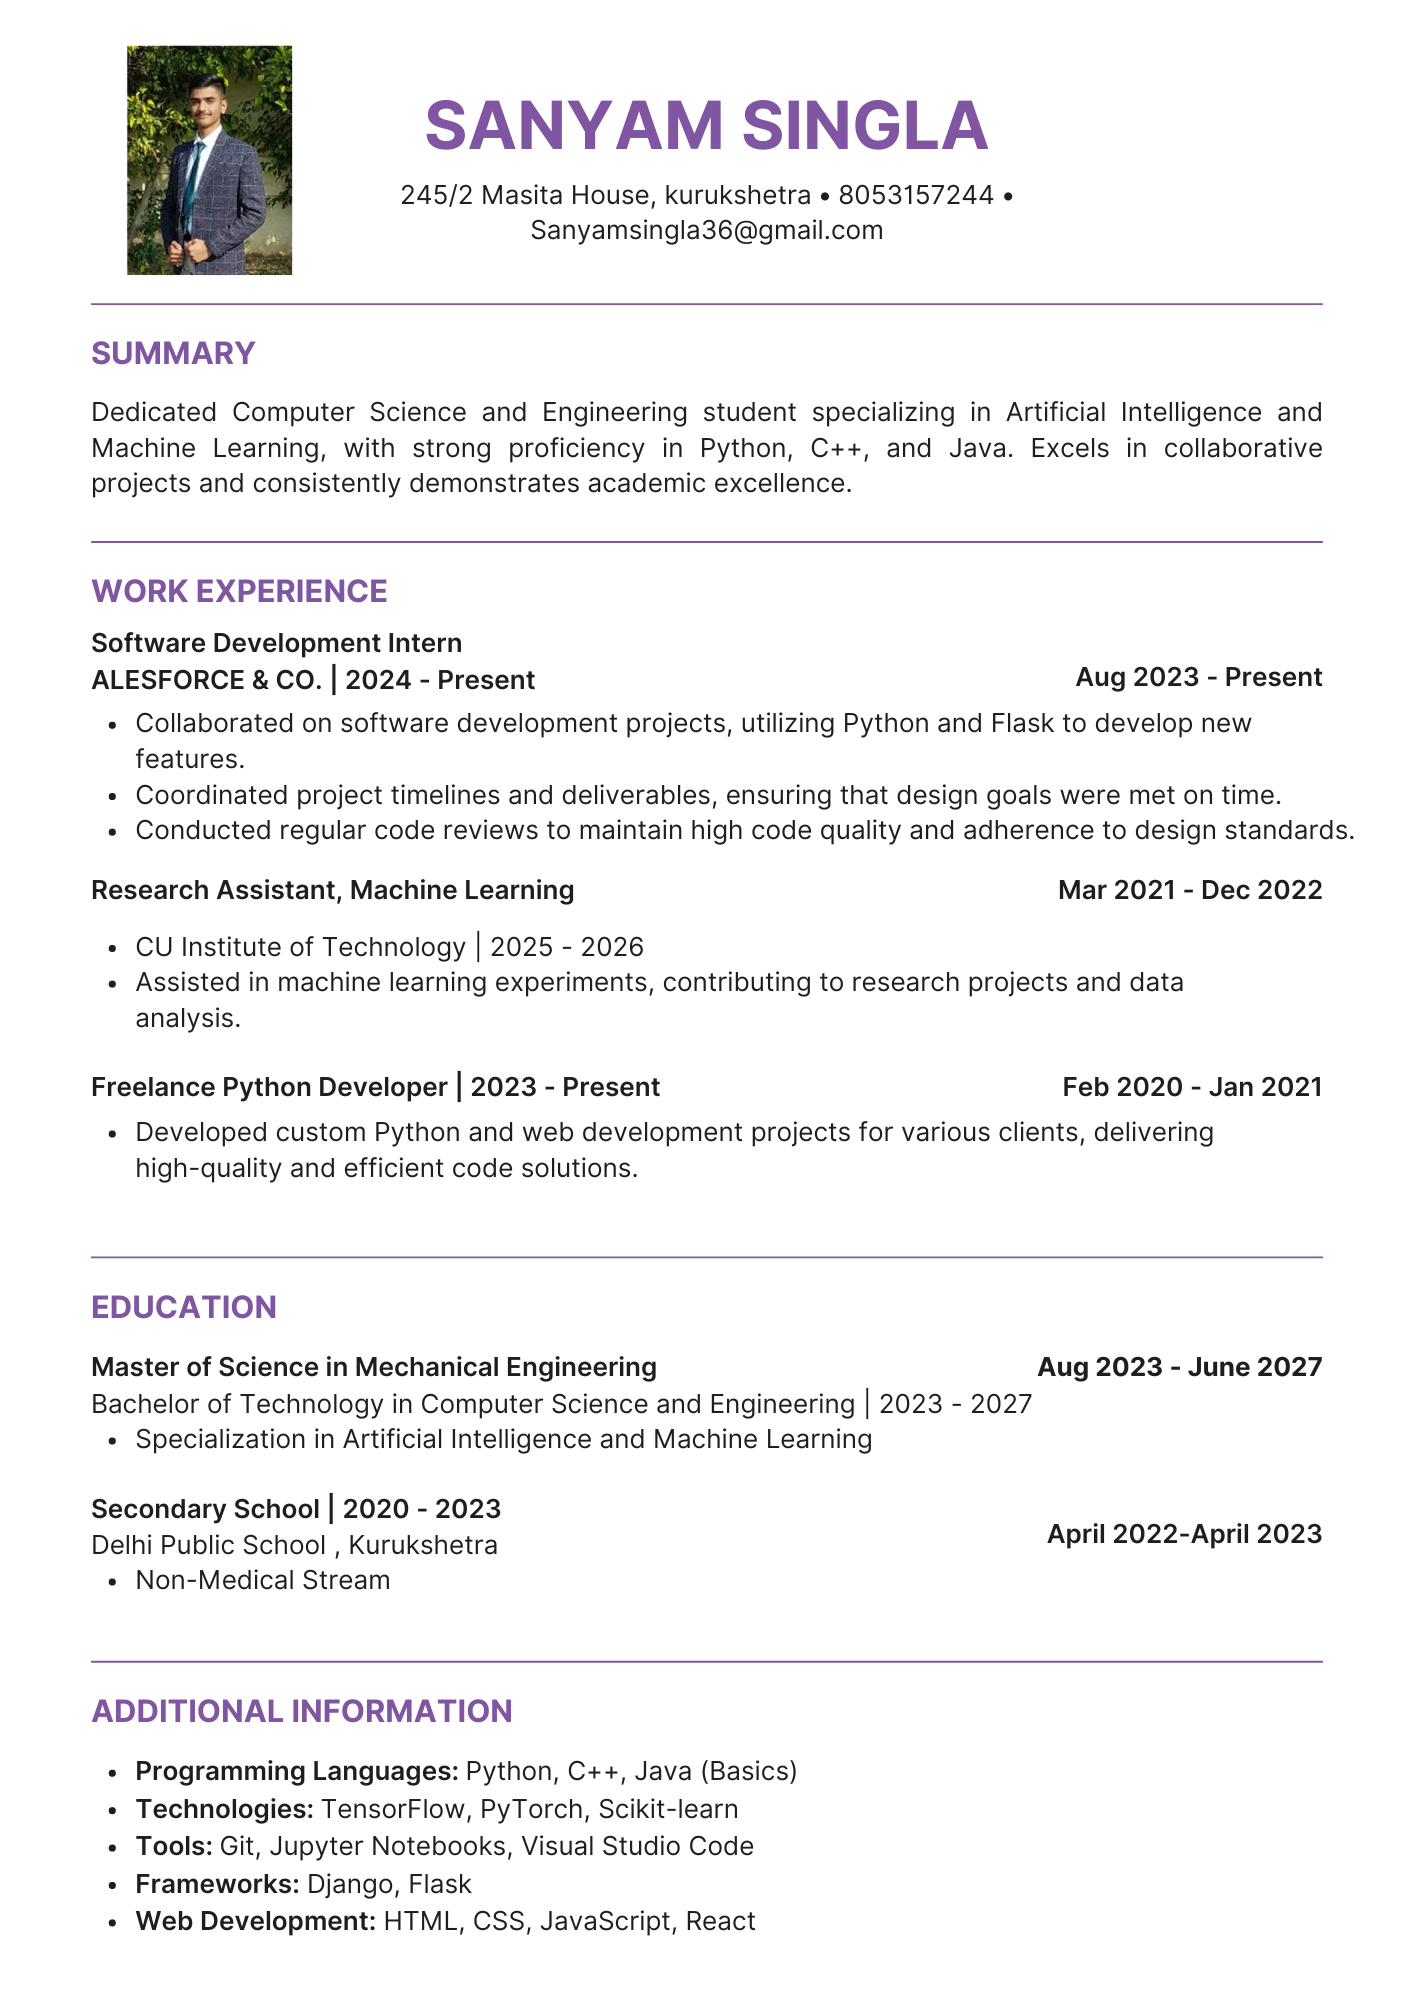 SANYAM SINGLA
245/2 Masita House, kurukshetra • 8053157244 •
Sanyamsingla36@gmail.com
SUMMARY
Dedicated Computer Science and Engineering student specializing in Artificial Intelligence and
Machine Learning, with strong proficiency in Python, C++, and Java. Excels in collaborative
projects and consistently demonstrates academic excellence.
WORK EXPERIENCE
Software Development Intern
ALESFORCE & CO. | 2024 - Present Aug 2023 - Present
• Collaborated on software development projects, utilizing Python and Flask to develop new
features.
• Coordinated project timelines and deliverables, ensuring that design goals were met on time.
• Conducted regular code reviews to maintain high code quality and adherence to design standards.
Research Assistant, Machine Learning Mar 2021 - Dec 2022
• CU Institute of Technology | 2025 - 2026
• Assisted in machine learning experiments, contributing to research projects and data
analysis.
Freelance Python Developer | 2023 - Present Feb 2020 - Jan 2021
• Developed custom Python and web development projects for various clients, delivering
high-quality and efficient code solutions.
EDUCATION
Master of Science in Mechanical Engineering Aug 2023 - June 2027
Bachelor of Technology in Computer Science and Engineering | 2023 - 2027
• Specialization in Artificial Intelligence and Machine Learning
Secondary School | 2020 - 2023
April 2022-April 2023
Delhi Public School , Kurukshetra
• Non-Medical Stream
ADDITIONAL INFORMATION
• Programming Languages: Python, C++, Java (Basics)
• Technologies: TensorFlow, PyTorch, Scikit-learn
• Tools: Git, Jupyter Notebooks, Visual Studio Code
• Frameworks: Django, Flask
• Web Development: HTML, CSS, JavaScript, React